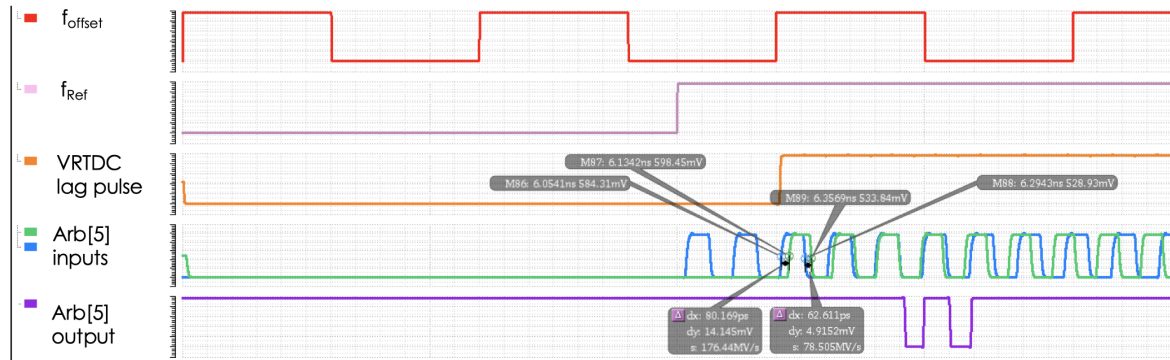 foffset
fRef
VRTDC
lag pulse
M87: 6.1342ns 598.45mV
M86: 6.0541ns 584.31mV
M88: 6.2943ns 528.93mV
M89: 6.3569ns 533.84mV
Arb[5]
inputs
Δ dx: 80.169ps
dy: 14.145mV
s: 176.44MV/s
Δ dx: 62.611ps
dy: 4.9152mV
s: 78.505MV/s
Arb[5]
output